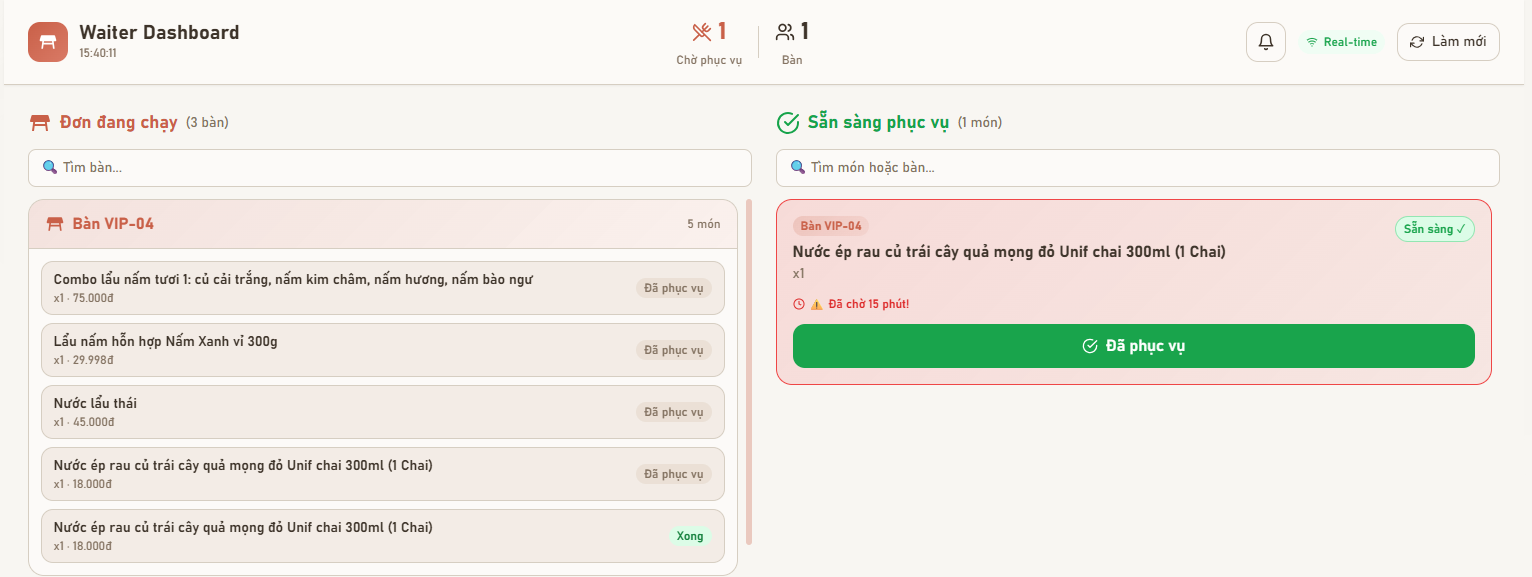 Waiter Dashboard
15:40:11
1
Chờ phục vụ
1
Bàn
Real-time
Làm mới
Đơn đang chạy (3 bàn)
🔍 Tìm bàn...
Bàn VIP-04
5 món
Combo lẩu nấm tươi 1: củ cải trắng, nấm kim châm, nấm hương, nấm bào ngư
x1 · 75.000đ
Đã phục vụ
Lẩu nấm hỗn hợp Nấm Xanh vỉ 300g
x1 · 29.998đ
Đã phục vụ
Nước lẩu thái
x1 · 45.000đ
Đã phục vụ
Nước ép rau củ trái cây quả mọng đỏ Unif chai 300ml (1 Chai)
x1 · 18.000đ
Đã phục vụ
Nước ép rau củ trái cây quả mọng đỏ Unif chai 300ml (1 Chai)
x1 · 18.000đ
Xong
Sẵn sàng phục vụ (1 món)
🔍 Tìm món hoặc bàn...
Bàn VIP-04
Sẵn sàng ✓
Nước ép rau củ trái cây quả mọng đỏ Unif chai 300ml (1 Chai)
x1
⚠️ Đã chờ 15 phút!
Đã phục vụ